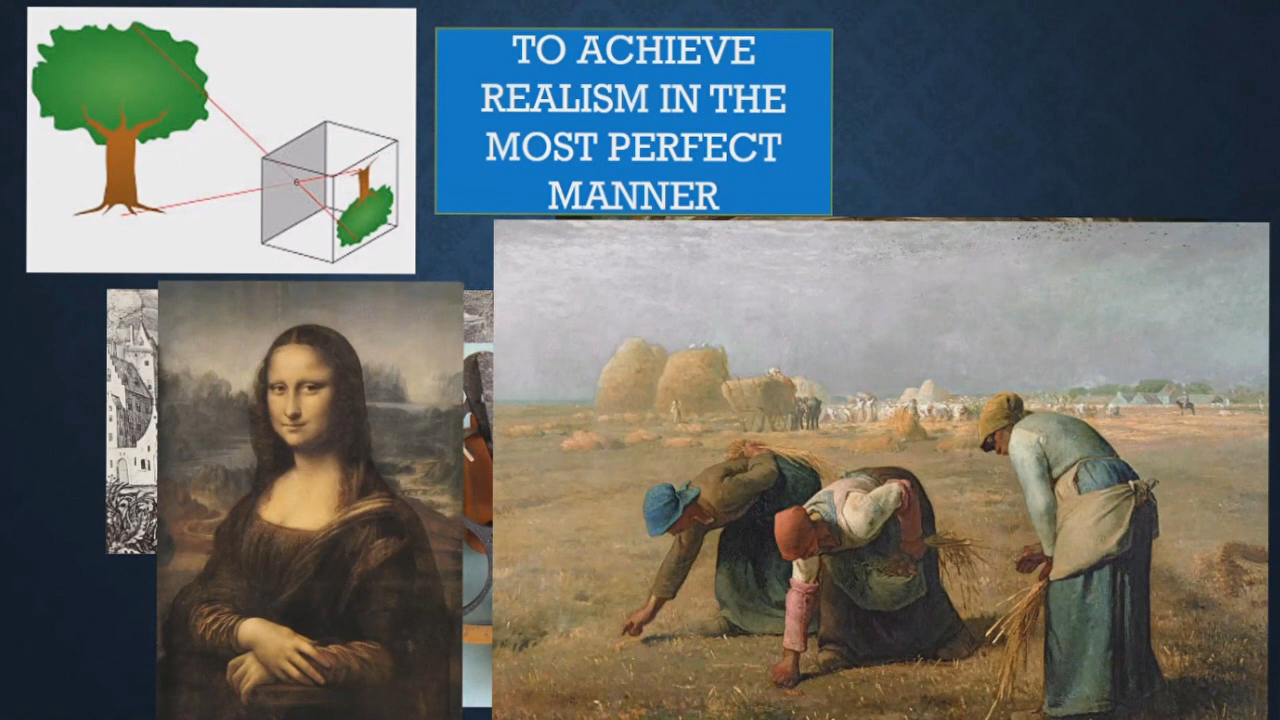 TO ACHIEVE
REALISM IN THE
MOST PERFECT
MANNER